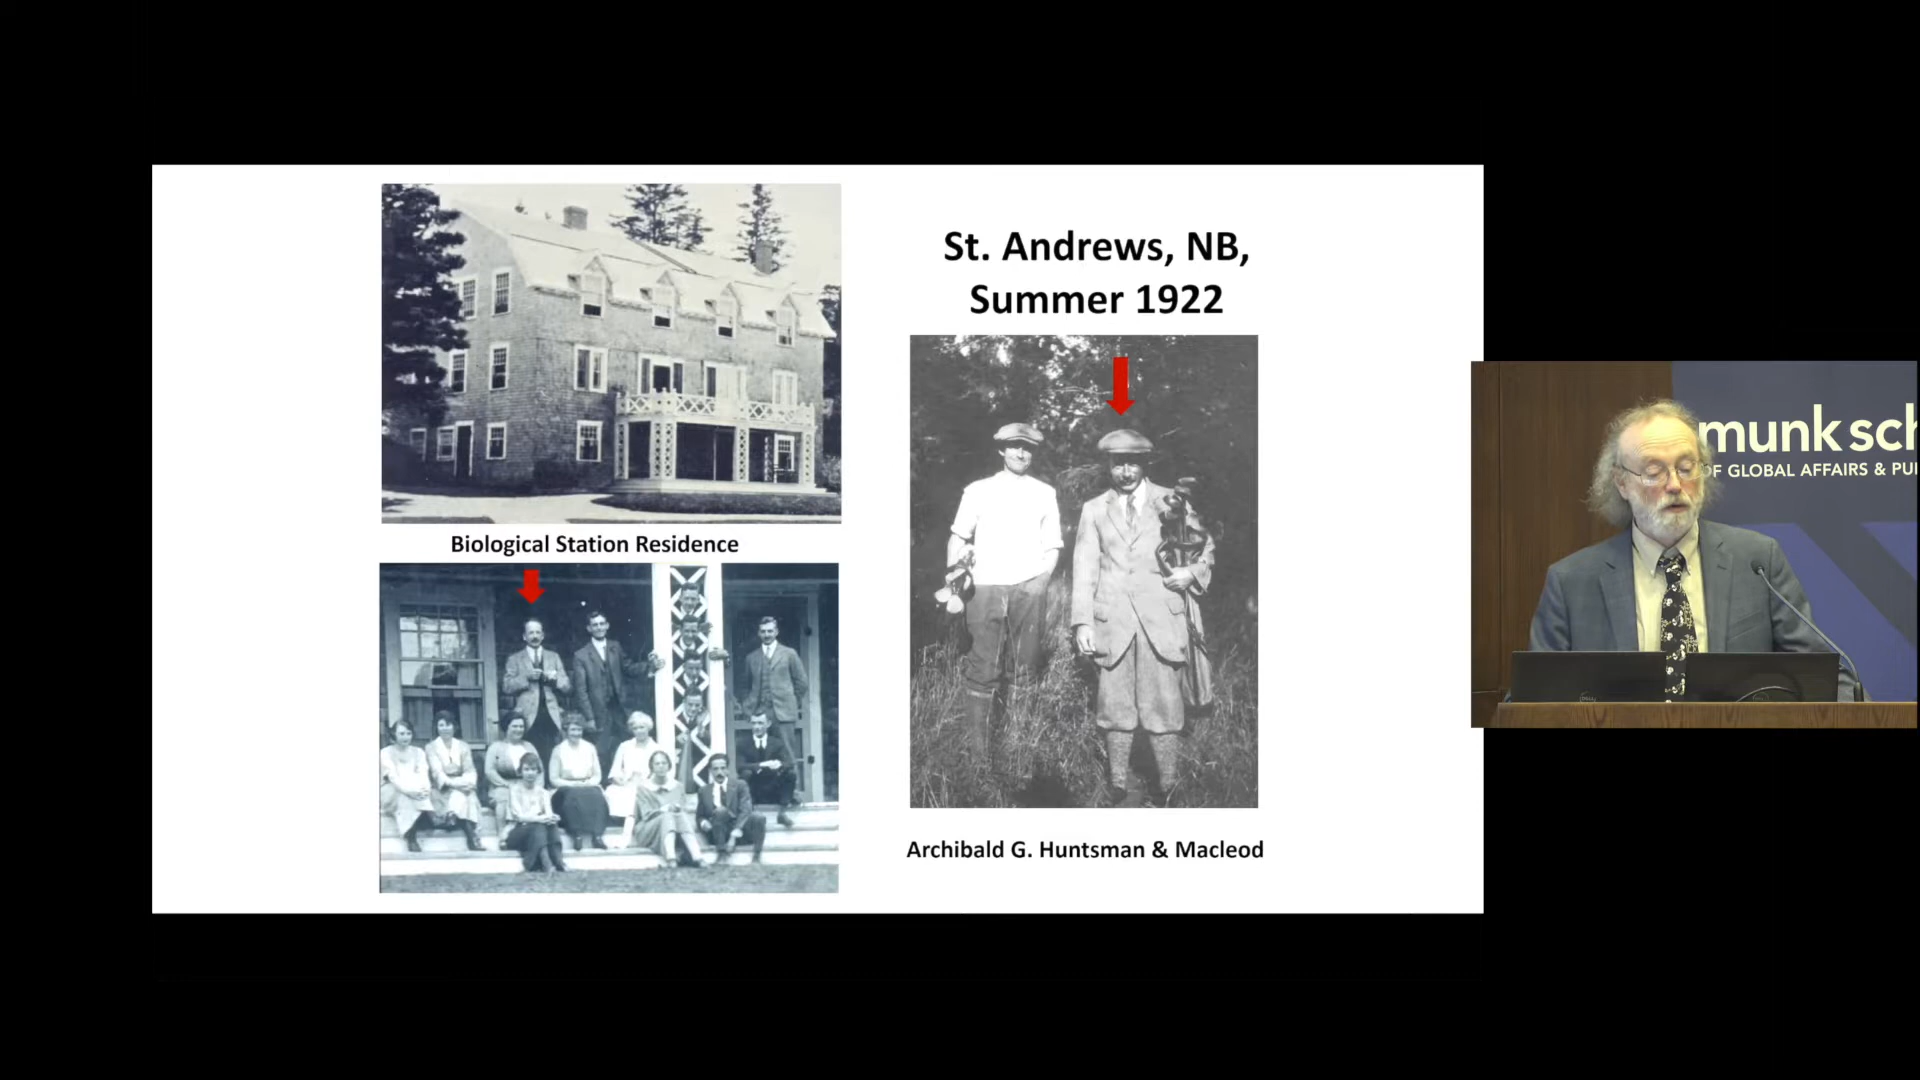 St. Andrews, NB,
Summer 1922
Biological Station Residence
Archibald G. Huntsman & Macleod
munk sch
OF GLOBAL AFFAIRS & PU